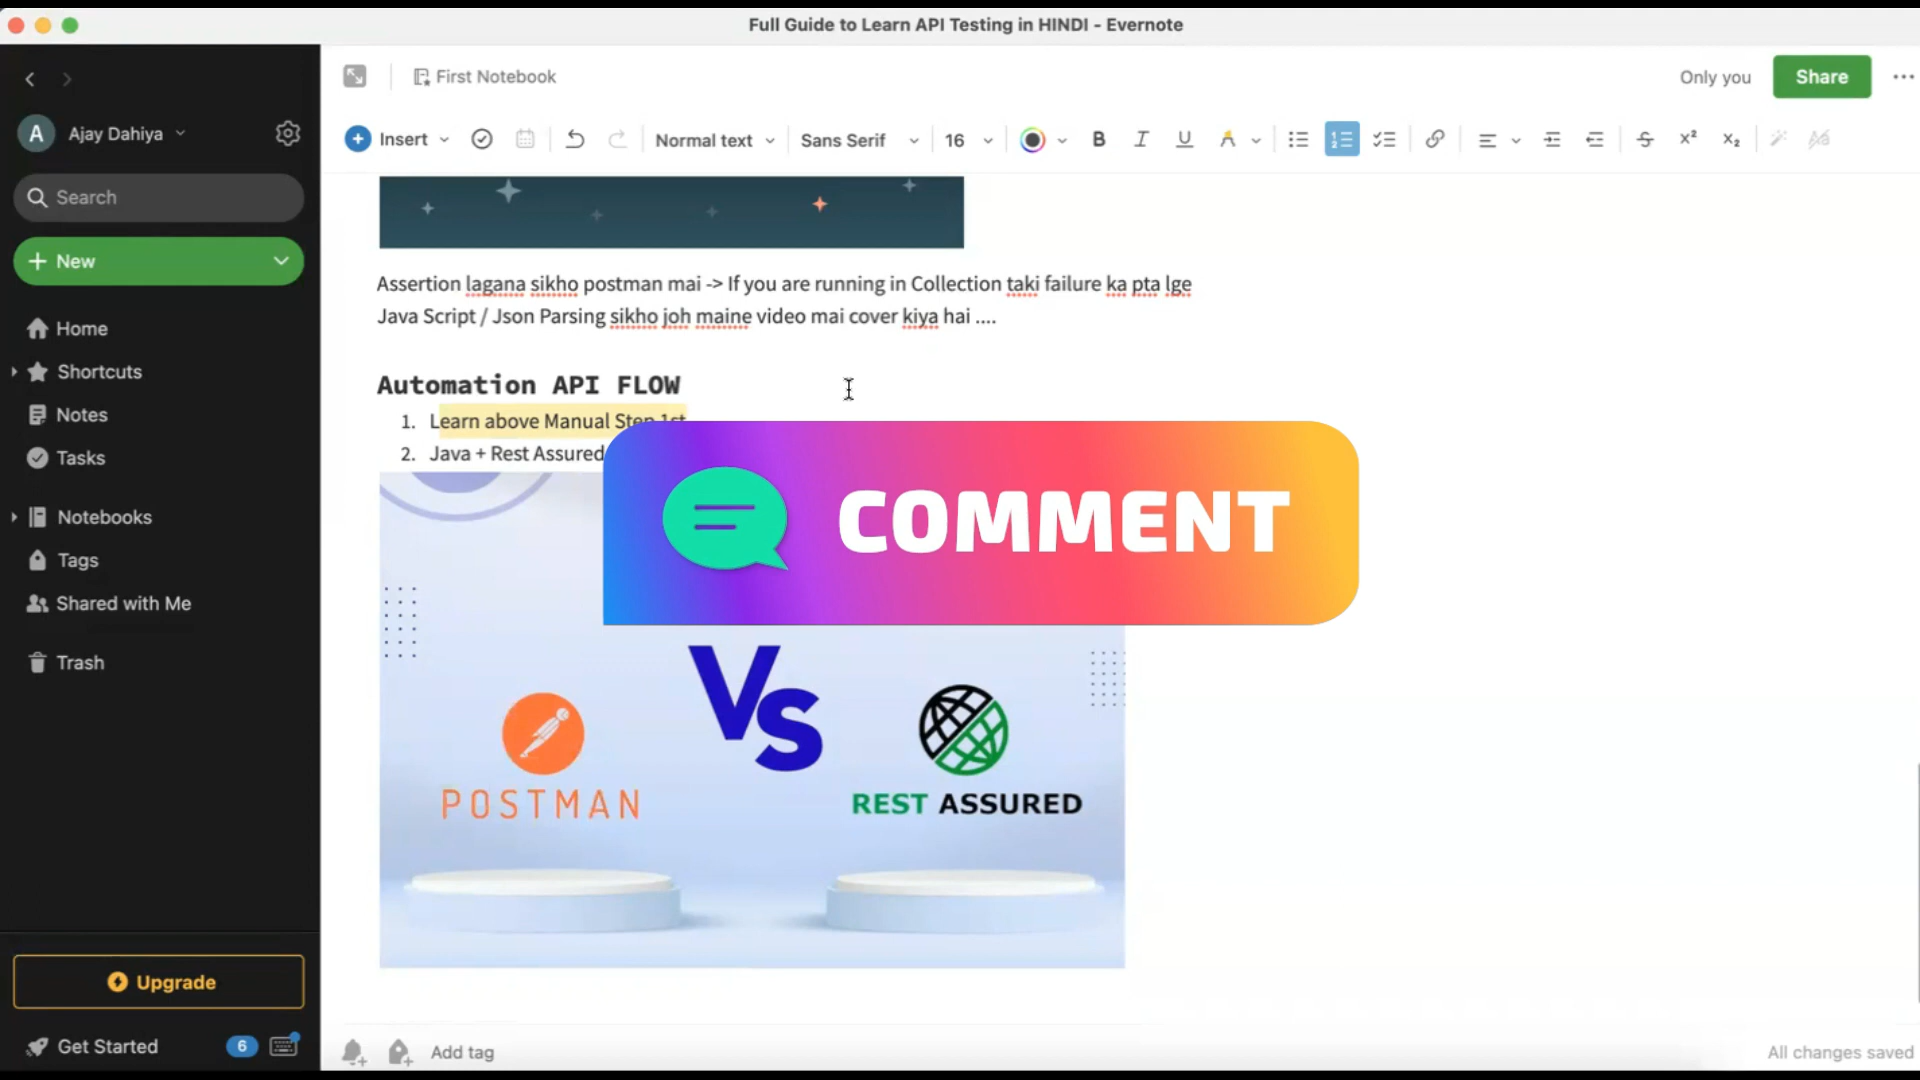 Full Guide to Learn API Testing in HINDI - Evernote
First Notebook
Only you
Share
Ajay Dahiya
A
Insert
Normal text
Sans Serif
16
B
I
U
A
x²
x₂
Search
New
Home
Shortcuts
Notes
Tasks
Notebooks
Tags
Shared with Me
Trash
Upgrade
Get Started
6
Assertion lagana sikho postman mai -> If you are running in Collection taki failure ka pta lge
Java Script / Json Parsing sikho joh maine video mai cover kiya hai ....
Automation API FLOW
1. Learn above Manual Step 1st
2. Java + Rest Assured
COMMENT
VS
POSTMAN
REST ASSURED
Add tag
All changes saved